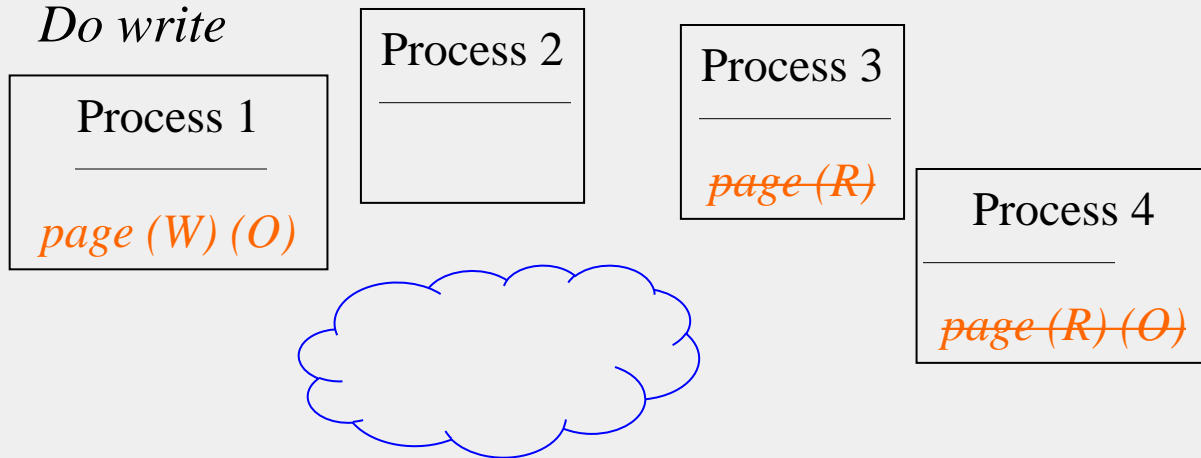 Do write
Process 1
page (W) (O)
Process 2
Process 3
page (R)
Process 4
page (R) (O)